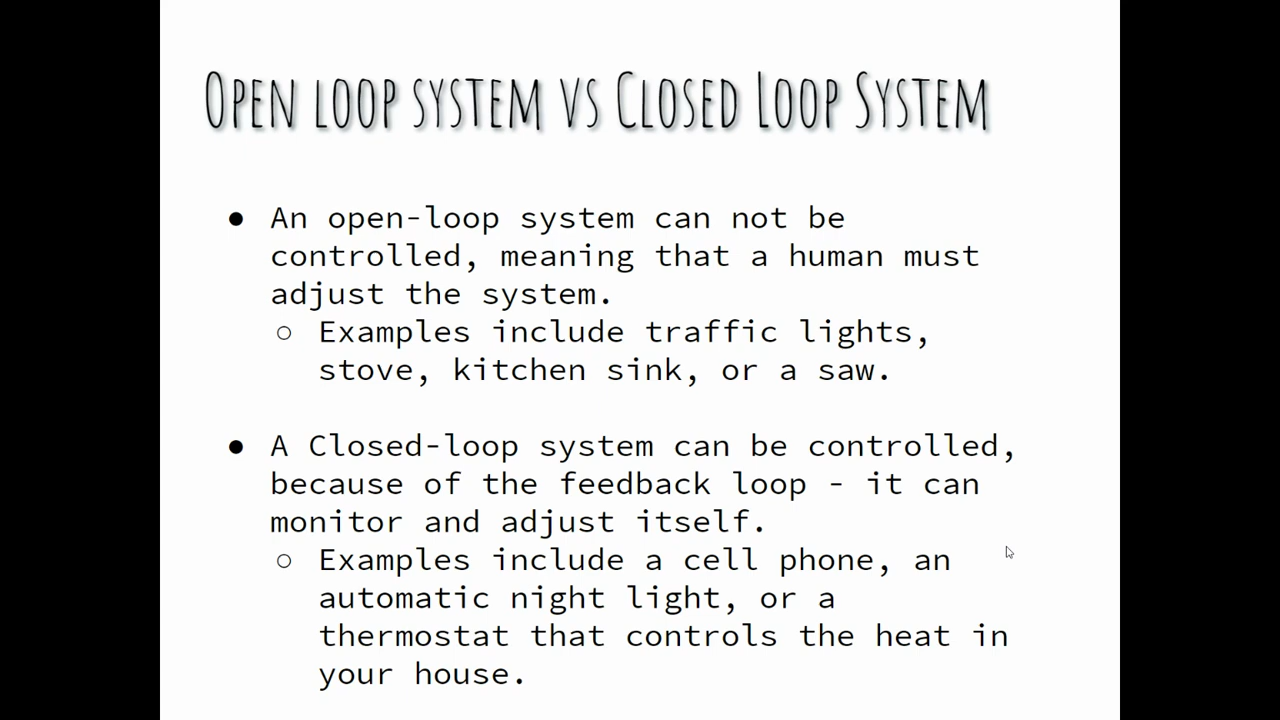 Open loop system vs Closed Loop System
● An open-loop system can not be
controlled, meaning that a human must
adjust the system.
○ Examples include traffic lights,
stove, kitchen sink, or a saw.
● A Closed-loop system can be controlled,
because of the feedback loop - it can
monitor and adjust itself.
○ Examples include a cell phone, an
automatic night light, or a
thermostat that controls the heat in
your house.